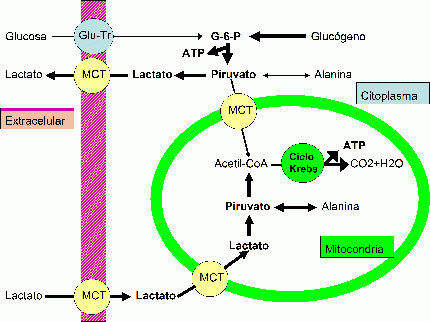 Glucosa Glu-Tr G-6-P Glucógeno
ATP
Lactato MCT Lactato Piruvato Alanina
Citoplasma
MCT
Extracelular
ATP
Acetil-CoA Ciclo Krebs CO2+H2O
Piruvato Alanina
Lactato
Mitocondria
MCT
Lactato MCT Lactato